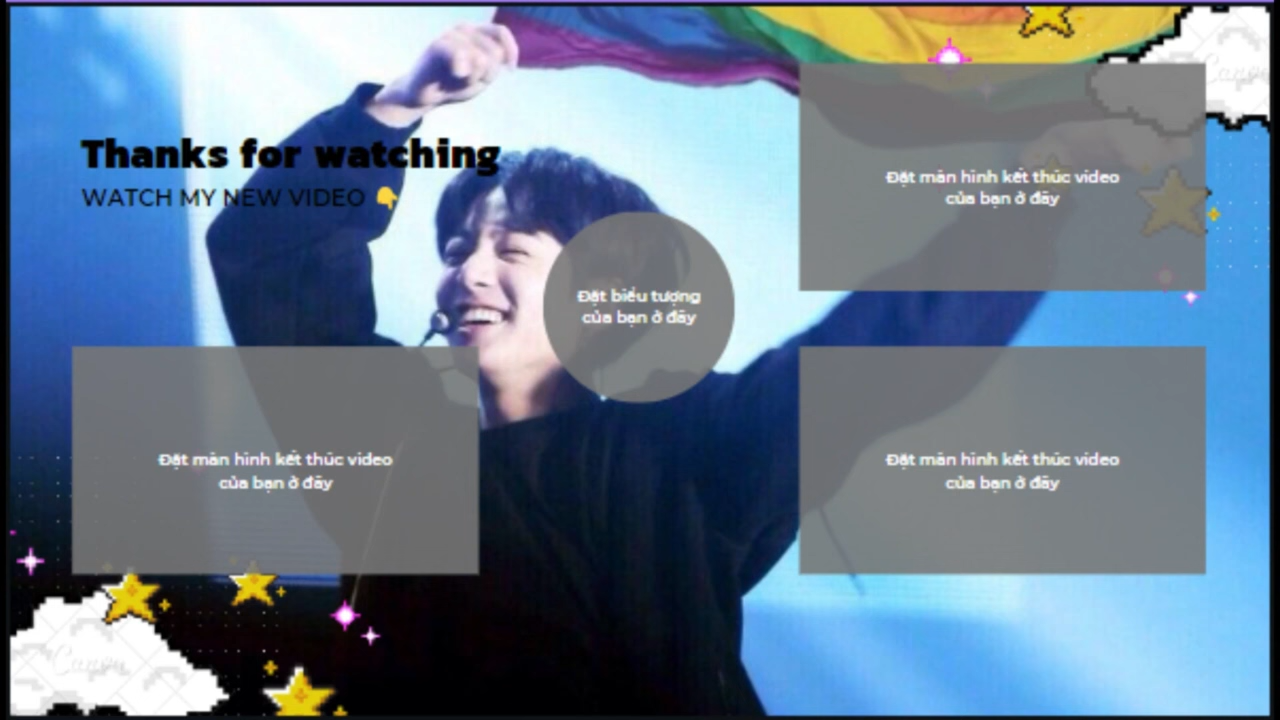 Thanks for watching
WATCH MY NEW VIDEO 👇
Đặt màn hình kết thúc video
của bạn ở đây
Đặt biểu tượng
của bạn ở đây
Đặt màn hình kết thúc video
của bạn ở đây
Đặt màn hình kết thúc video
của bạn ở đây
Canva
Canva